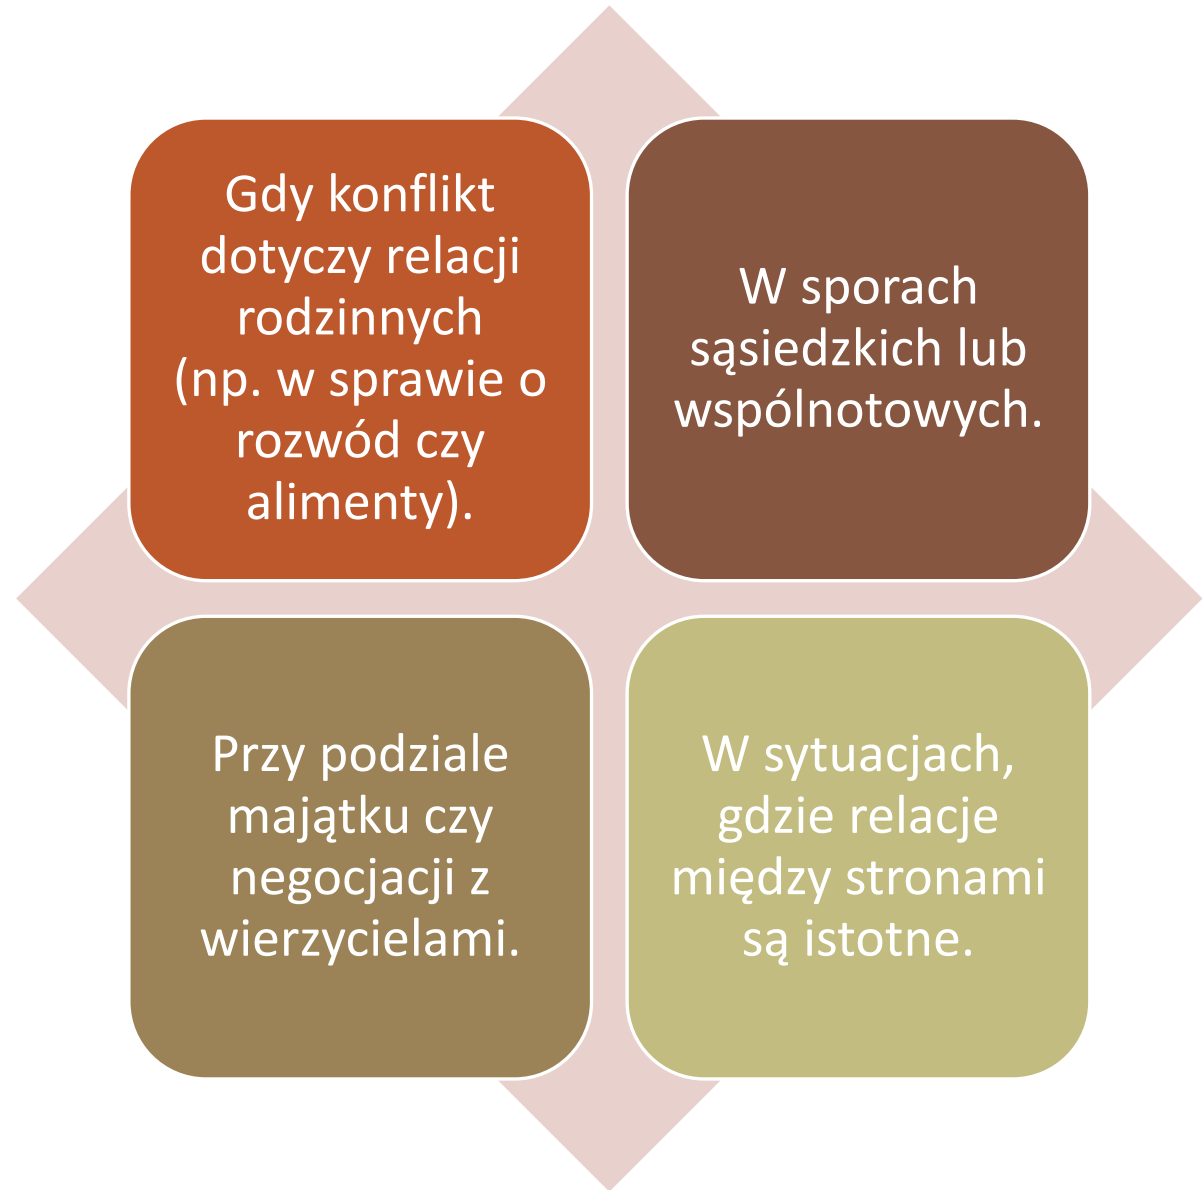 Gdy konflikt
dotyczy relacji
rodzinnych
(np. w sprawie o
rozwód czy
alimenty).
W sporach
sąsiedzkich lub
wspólnotowych.
Przy podziale
majątku czy
negocjacji z
wierzycielami.
W sytuacjach,
gdzie relacje
między stronami
są istotne.